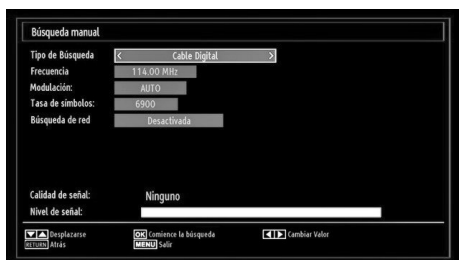 Búsqueda manual
Tipo de Búsqueda < Cable Digital >
Frecuencia 114.00 MHz
Modulación: AUTO
Tasa de símbolos: 6900
Búsqueda de red Desactivada
Calidad de señal: Ninguno
Nivel de señal:
Desplazarse OK Comience la búsqueda Cambiar Valor
RETURN Atrás MENU Salir